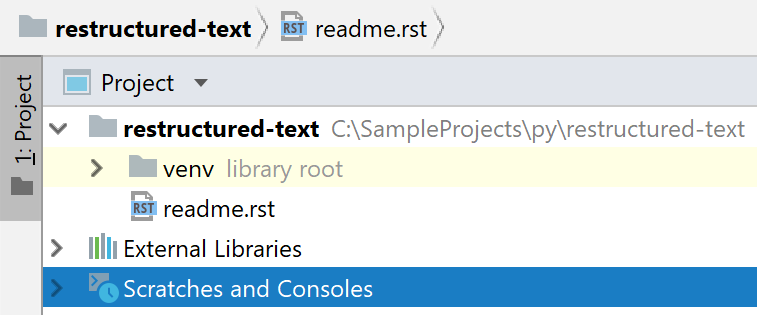 restructured-text readme.rst
1: Project
Project
restructured-text C:\SampleProjects\py\restructured-text
venv library root
RST readme.rst
External Libraries
Scratches and Consoles